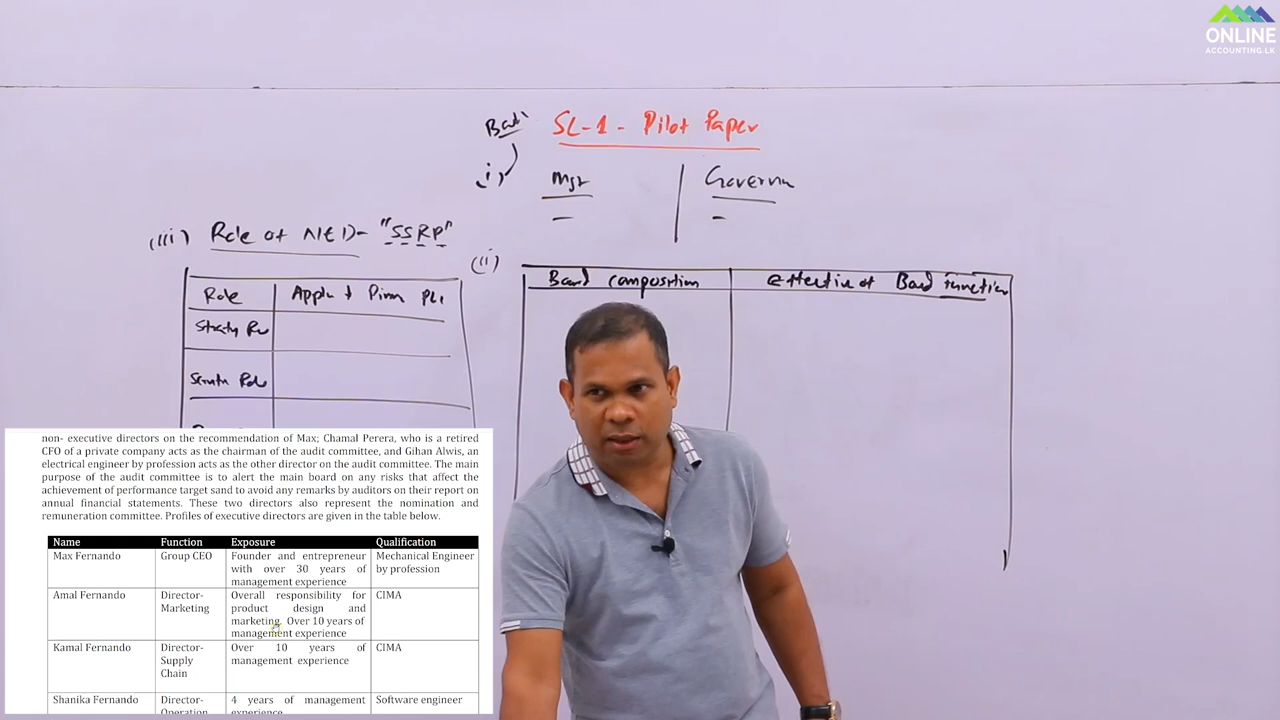 ONLINE
ACCOUNTING.LK
SL-1 - Pilot Paper
(i)
Mgt
Governa
(iii) Role of NED - "SSRP"
Role
(ii)
Board composition
Board function
non- executive directors on the recommendation of Max; Chamal Perera, who is a retired
CFO of a private company acts as the chairman of the audit committee, and Gihan Alwis, an
electrical engineer by profession acts as the other director on the audit committee. The main
purpose of the audit committee is to alert the main board on any risks that affect the
achievement of performance target sand to avoid any remarks by auditors on their report on
annual financial statements. These two directors also represent the nomination and
remuneration committee. Profiles of executive directors are given in the table below.
Name Function Exposure Qualification
Max Fernando Group CEO Founder and entrepreneur Mechanical Engineer
with over 30 years of by profession
management experience
Amal Fernando Director- Overall responsibility for CIMA
Marketing product design and
marketing. Over 10 years of
management experience
Kamal Fernando Director- Over 10 years of CIMA
Supply management experience
Chain
Shanika Fernando Director- 4 years of management Software engineer
Operation experience